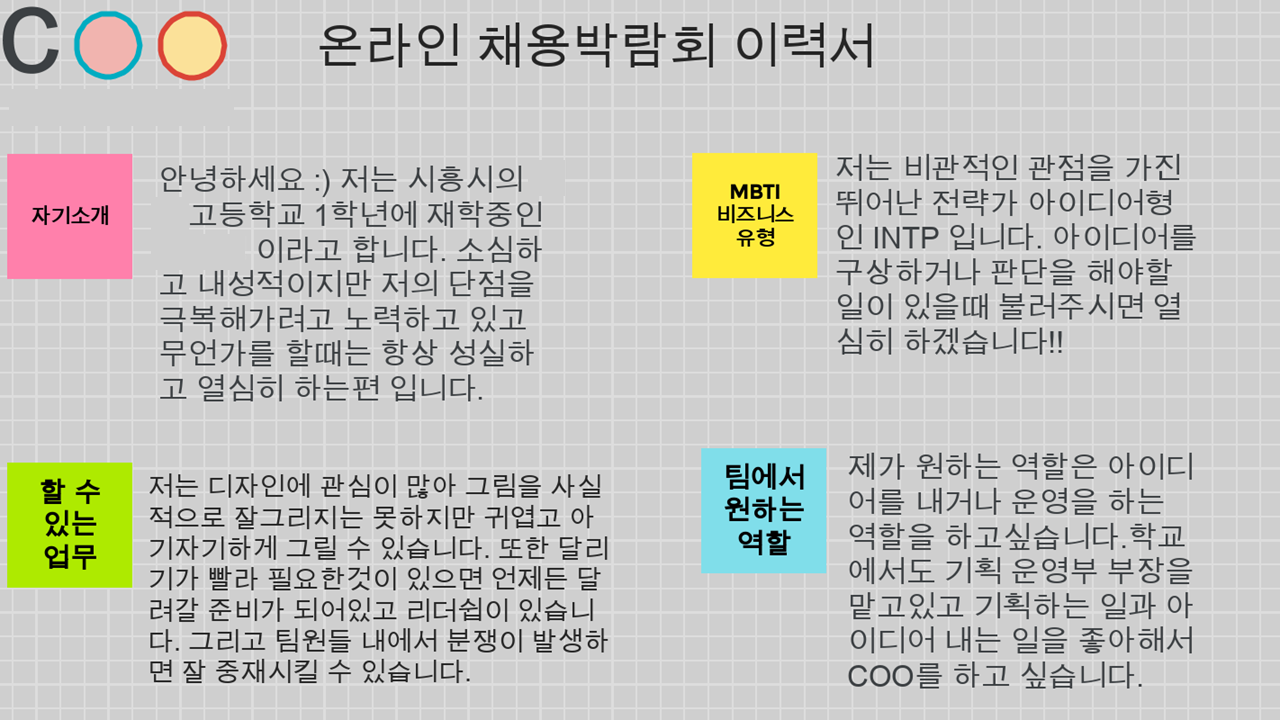 COO
온라인 채용박람회 이력서
자기소개
안녕하세요 :) 저는 시흥시의
고등학교 1학년에 재학중인
이라고 합니다. 소심하
고 내성적이지만 저의 단점을
극복해가려고 노력하고 있고
무언가를 할때는 항상 성실하
고 열심히 하는편 입니다.
MBTI
비즈니스
유형
저는 비관적인 관점을 가진
뛰어난 전략가 아이디어형
인 INTP 입니다. 아이디어를
구상하거나 판단을 해야할
일이 있을때 불러주시면 열
심히 하겠습니다!!
할 수
있는
업무
저는 디자인에 관심이 많아 그림을 사실
적으로 잘그리지는 못하지만 귀엽고 아
기자기하게 그릴 수 있습니다. 또한 달리
기가 빨라 필요한것이 있으면 언제든 달
려갈 준비가 되어있고 리더쉽이 있습니
다. 그리고 팀원들 내에서 분쟁이 발생하
면 잘 중재시킬 수 있습니다.
팀에서
원하는
역할
제가 원하는 역할은 아이디
어를 내거나 운영을 하는
역할을 하고싶습니다.학교
에서도 기획 운영부 부장을
맡고있고 기획하는 일과 아
이디어 내는 일을 좋아해서
COO를 하고 싶습니다.